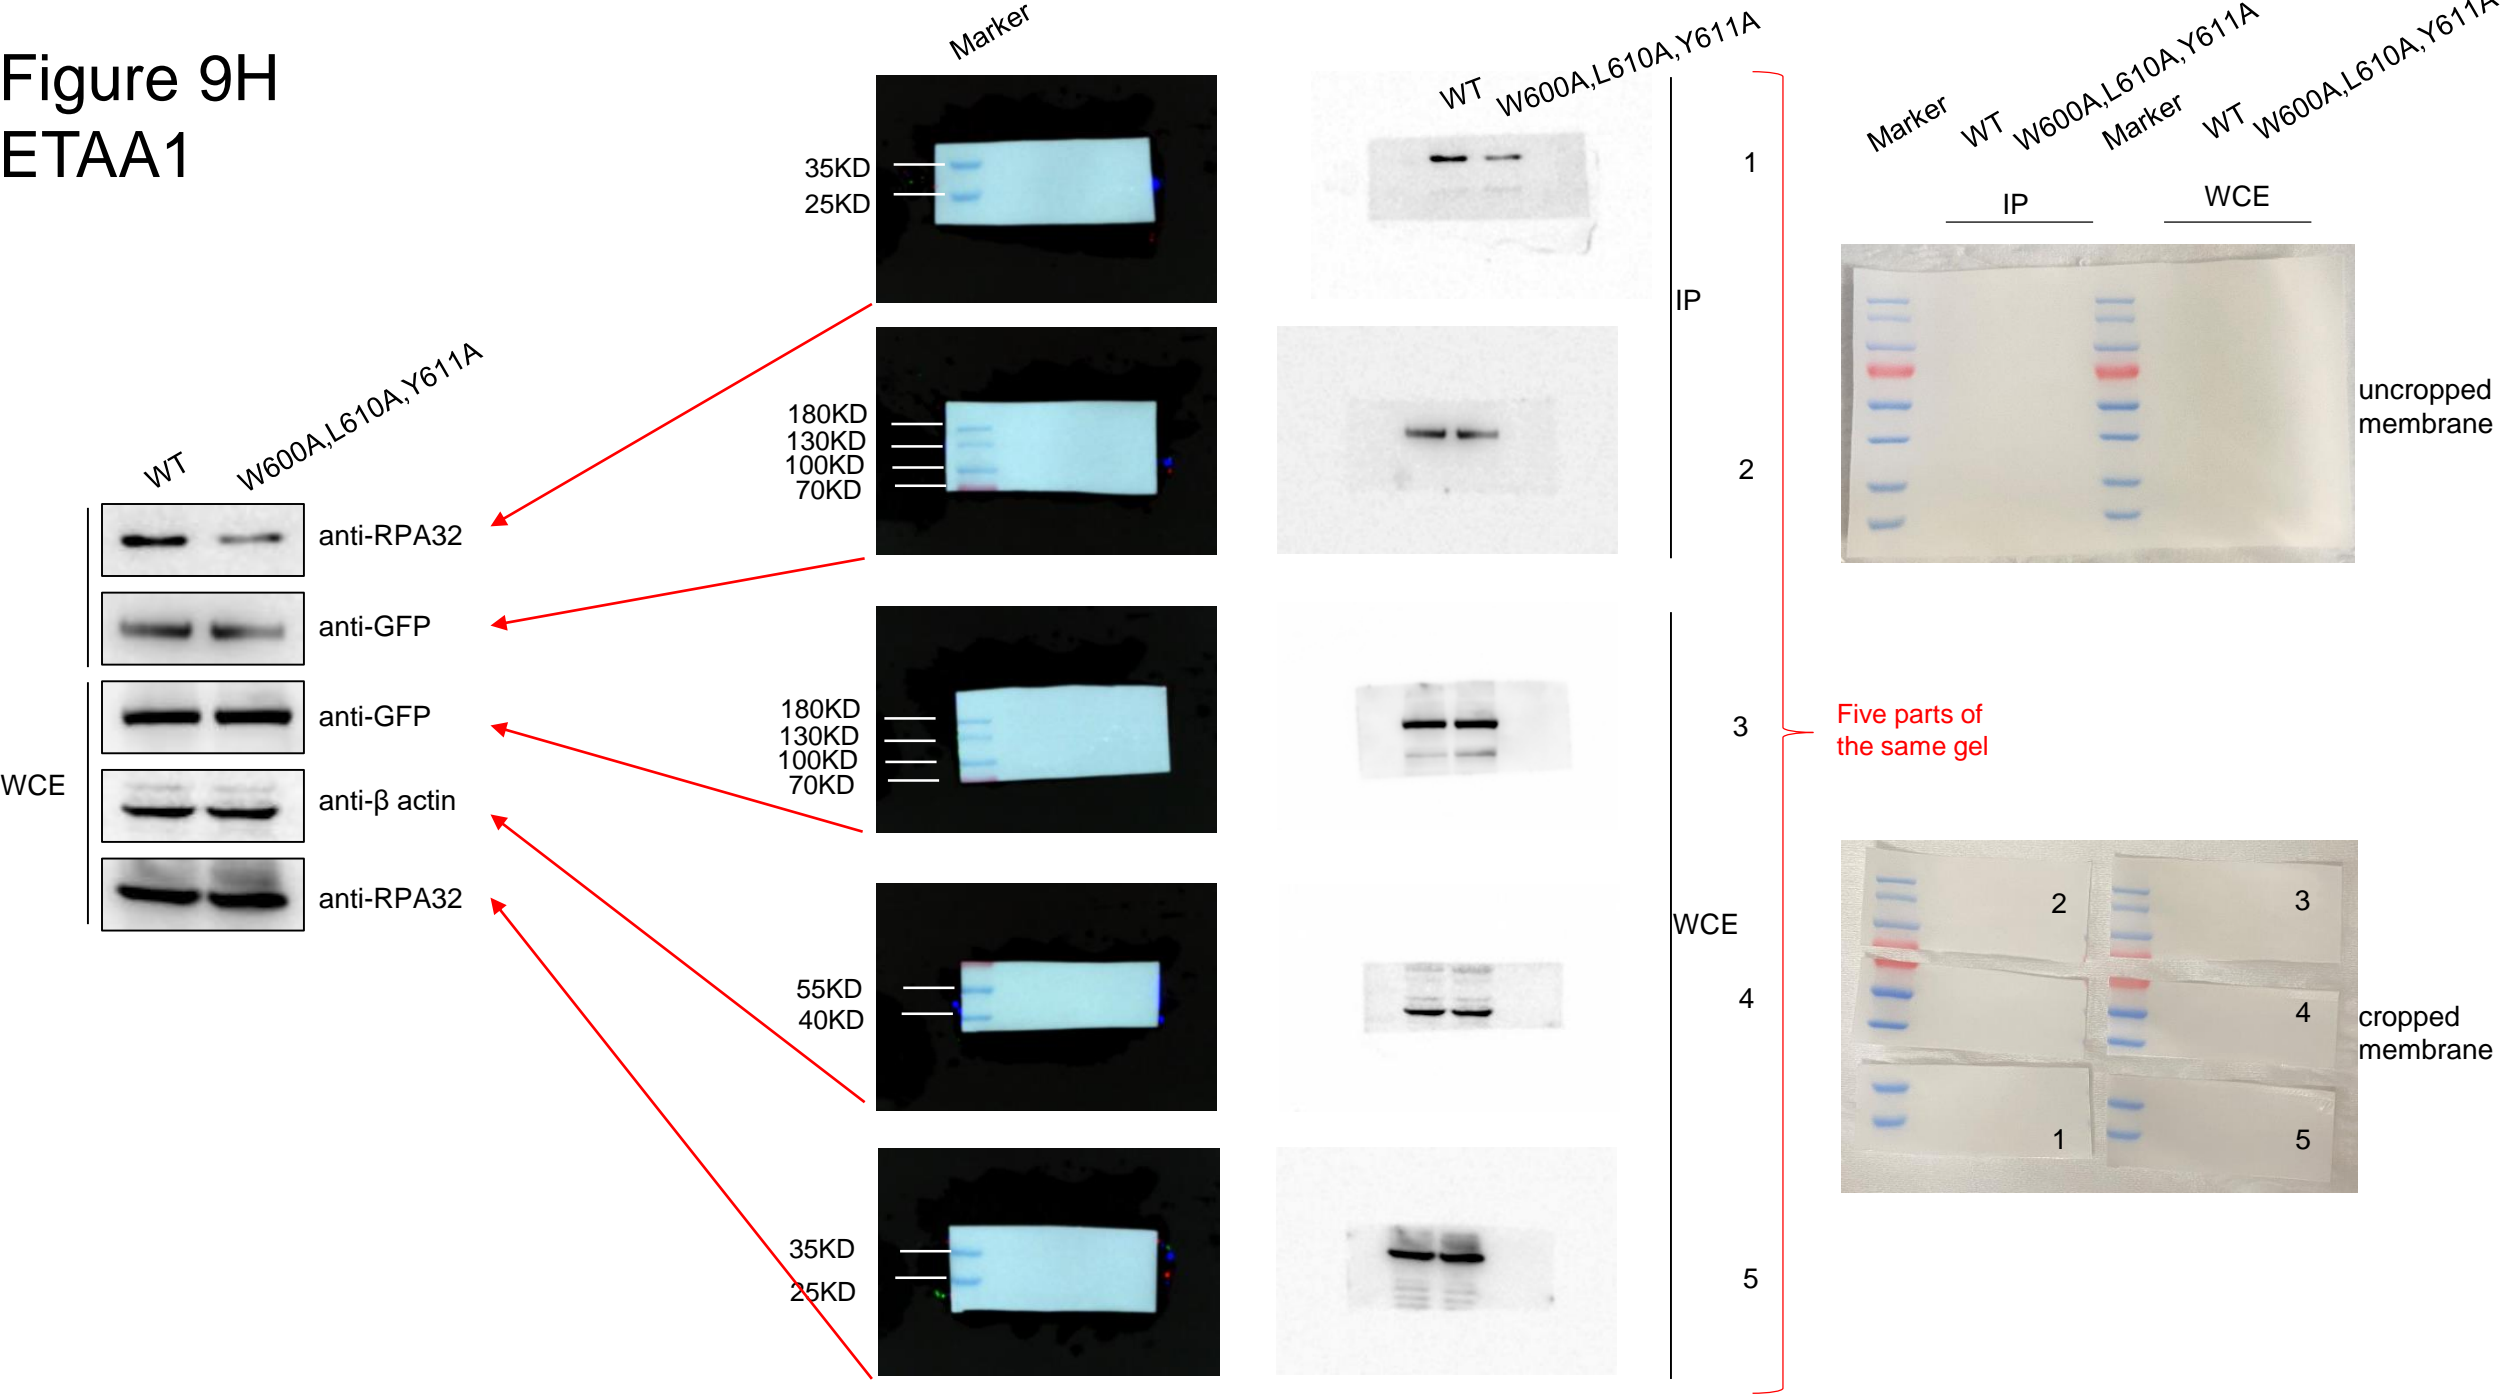 Figure 9H
ETAA1
WT
W600A,L610A,Y611A
anti-RPA32
anti-GFP
WCE
anti-GFP
anti-β actin
anti-RPA32
Marker
35KD
25KD
180KD
130KD
100KD
70KD
180KD
130KD
100KD
70KD
55KD
40KD
35KD
25KD
WT
W600A,L610A,Y611A
IP
WCE
1
2
3
4
5
Five parts of
the same gel
Marker
WT
W600A,L610A,Y611A
Marker
WT
W600A,L610A,Y611A
IP
WCE
uncropped
membrane
2
3
4
1
5
cropped
membrane